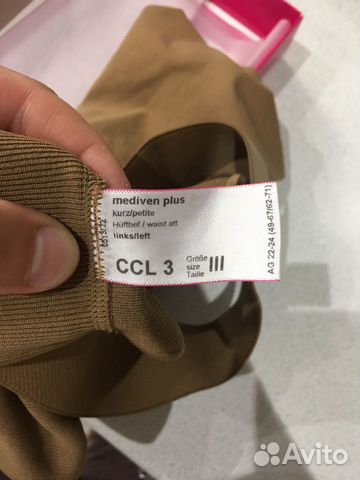 mediven plus
kurz/petite
Hüftbef / waist att
links/left
CCL 3
Größe
size
Taille
III
AG 22-24 (49-67/62-71)
Avito